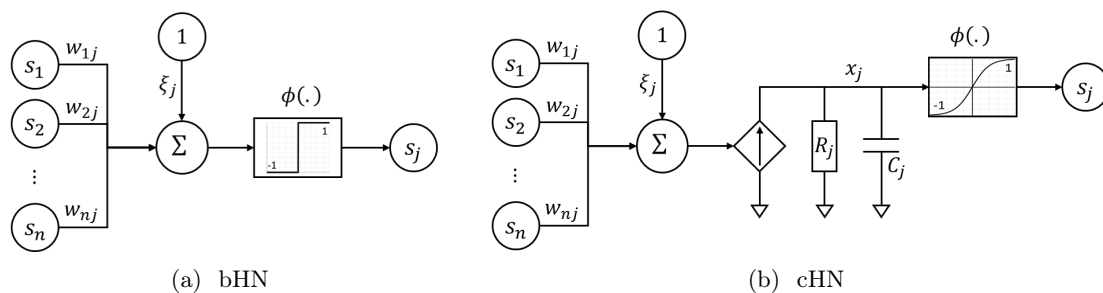 s₁
s₂
⋮
sₙ
w₁ⱼ
w₂ⱼ
wₙⱼ
1
ξⱼ
Σ
ϕ(.)
1
-1
sⱼ
(a) bHN
s₁
s₂
⋮
sₙ
w₁ⱼ
w₂ⱼ
wₙⱼ
1
ξⱼ
Σ
xⱼ
Rⱼ
Cⱼ
ϕ(.)
1
-1
sⱼ
(b) cHN